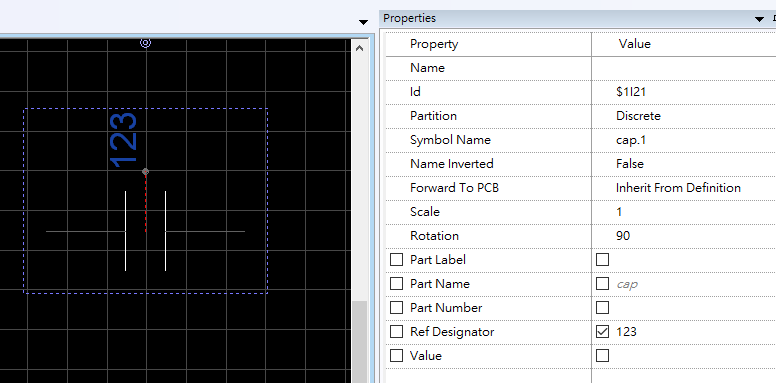 Properties
Property Value
Name
Id $1I21
Partition Discrete
Symbol Name cap.1
Name Inverted False
Forward To PCB Inherit From Definition
Scale 1
Rotation 90
Part Label
Part Name cap
Part Number
Ref Designator 123
Value
123